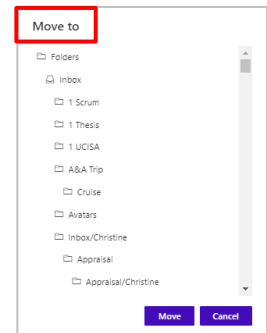 Move to
Folders
Inbox
1 Scrum
1 Thesis
1 UCISA
A&A Trip
Cruise
Avatars
Inbox/Christine
Appraisal
Appraisal/Christine
Move Cancel